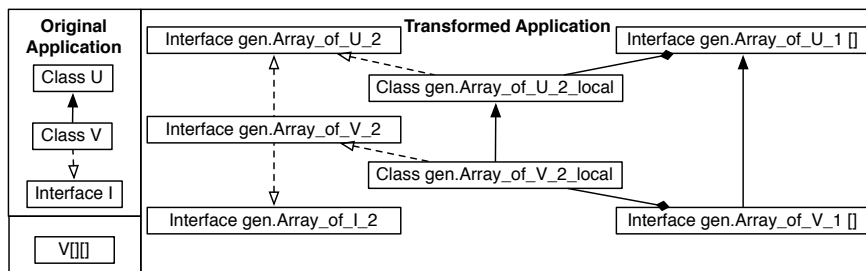 Original
Application
Class U
Class V
Interface I
V[][]
Transformed Application
Interface gen.Array_of_U_2
Interface gen.Array_of_U_1 []
Class gen.Array_of_U_2_local
Interface gen.Array_of_V_2
Class gen.Array_of_V_2_local
Interface gen.Array_of_I_2
Interface gen.Array_of_V_1 []